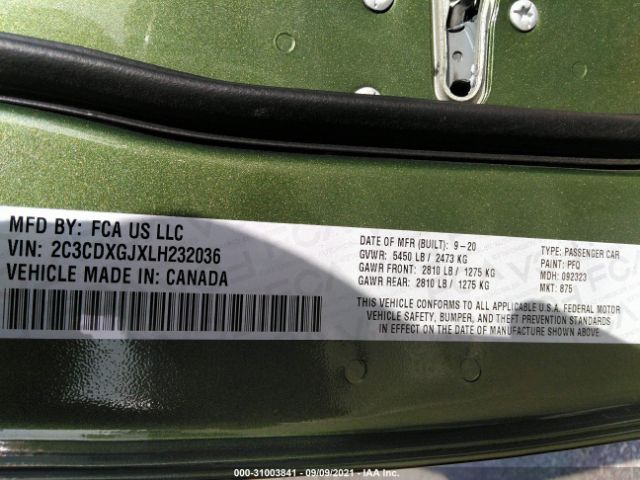 MFD BY: FCA US LLC
VIN: 2C3CDXGJXLH232036
VEHICLE MADE IN: CANADA
DATE OF MFR (BUILT): 9-20
GVWR: 5450 LB / 2473 KG
GAWR FRONT: 2810 LB / 1275 KG
GAWR REAR: 2810 LB / 1275 KG
TYPE: PASSENGER CAR
PAINT: PFQ
MDH: 092323
MKT: 875
THIS VEHICLE CONFORMS TO ALL APPLICABLE U.S.A. FEDERAL MOTOR
VEHICLE SAFETY, BUMPER, AND THEFT PREVENTION STANDARDS
IN EFFECT ON THE DATE OF MANUFACTURE SHOWN ABOVE.
000-31003841 - 09/09/2021 - IAA Inc.